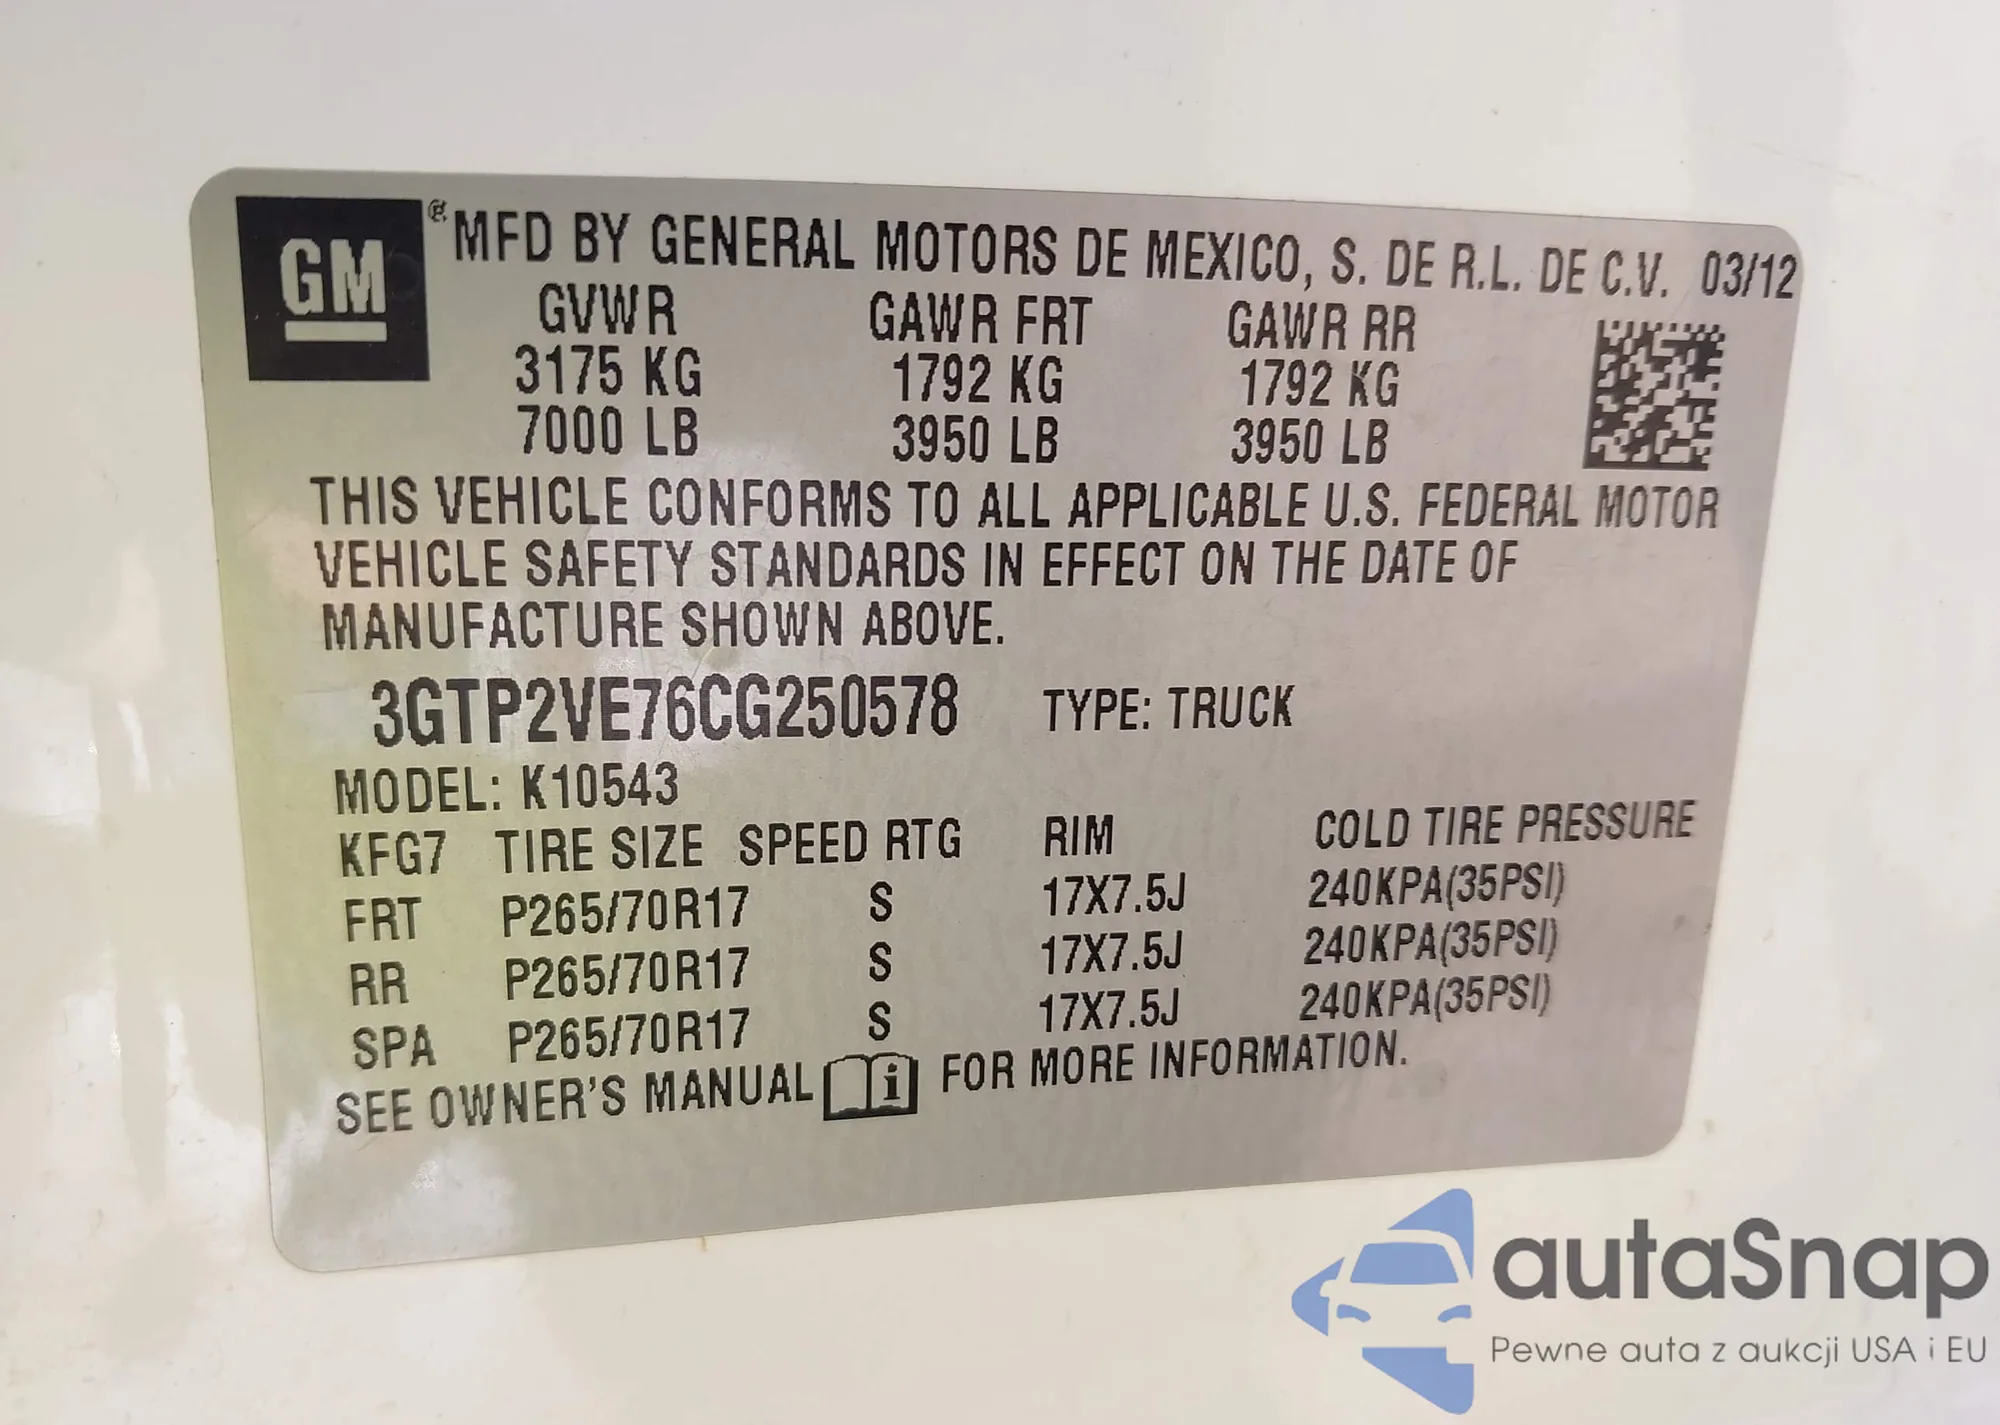 GM ® MFD BY GENERAL MOTORS DE MEXICO, S. DE R.L. DE C.V. 03/12
GVWR GAWR FRT GAWR RR
3175 KG 1792 KG 1792 KG
7000 LB 3950 LB 3950 LB
THIS VEHICLE CONFORMS TO ALL APPLICABLE U.S. FEDERAL MOTOR
VEHICLE SAFETY STANDARDS IN EFFECT ON THE DATE OF
MANUFACTURE SHOWN ABOVE.
3GTP2VE76CG250578 TYPE: TRUCK
MODEL: K10543
KFG7 TIRE SIZE SPEED RTG RIM COLD TIRE PRESSURE
FRT P265/70R17 S 17X7.5J 240KPA(35PSI)
RR P265/70R17 S 17X7.5J 240KPA(35PSI)
SPA P265/70R17 S 17X7.5J 240KPA(35PSI)
SEE OWNER'S MANUAL i FOR MORE INFORMATION.
autaSnap
Pewne auta z aukcji USA i EU